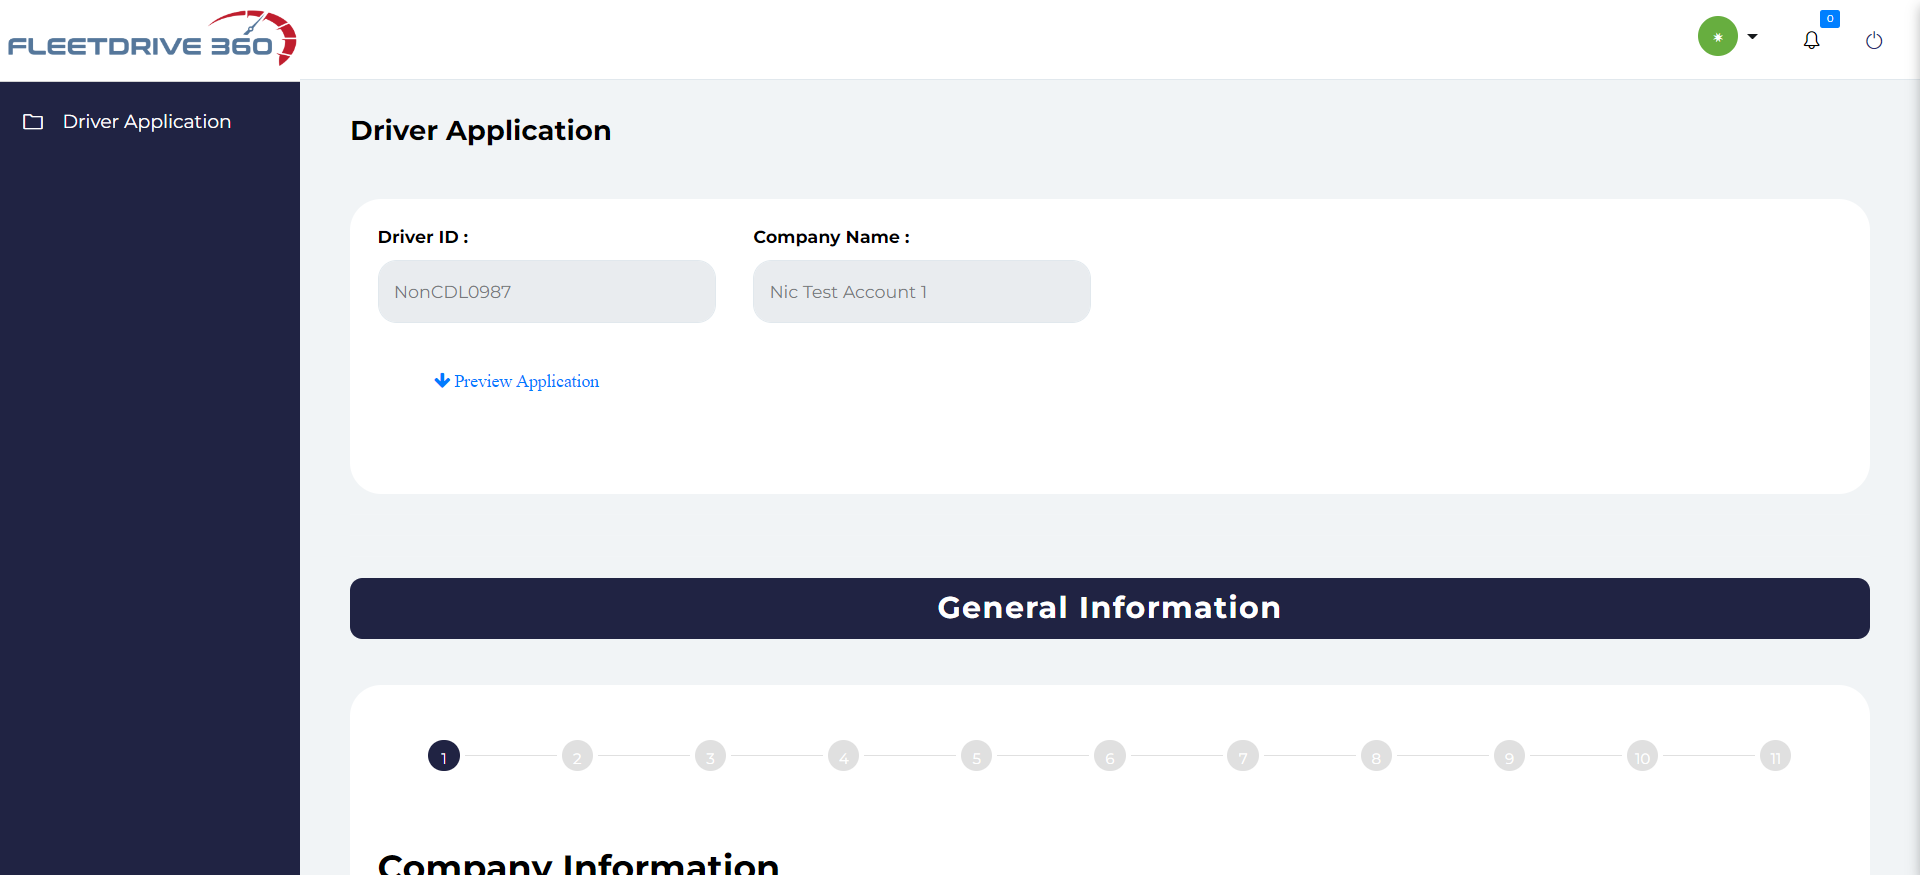 FLEETDRIVE 360
0
Driver Application
Driver Application
Driver ID :
Company Name :
NonCDL0987
Nic Test Account 1
Preview Application
General Information
1 2 3 4 5 6 7 8 9 10 11
Company Information